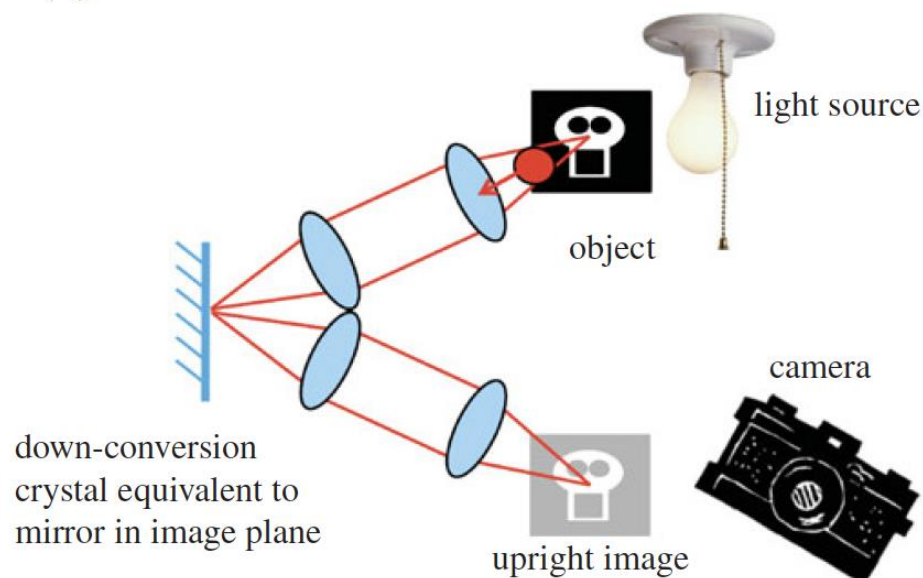 light source
object
camera
down-conversion
crystal equivalent to
mirror in image plane
upright image